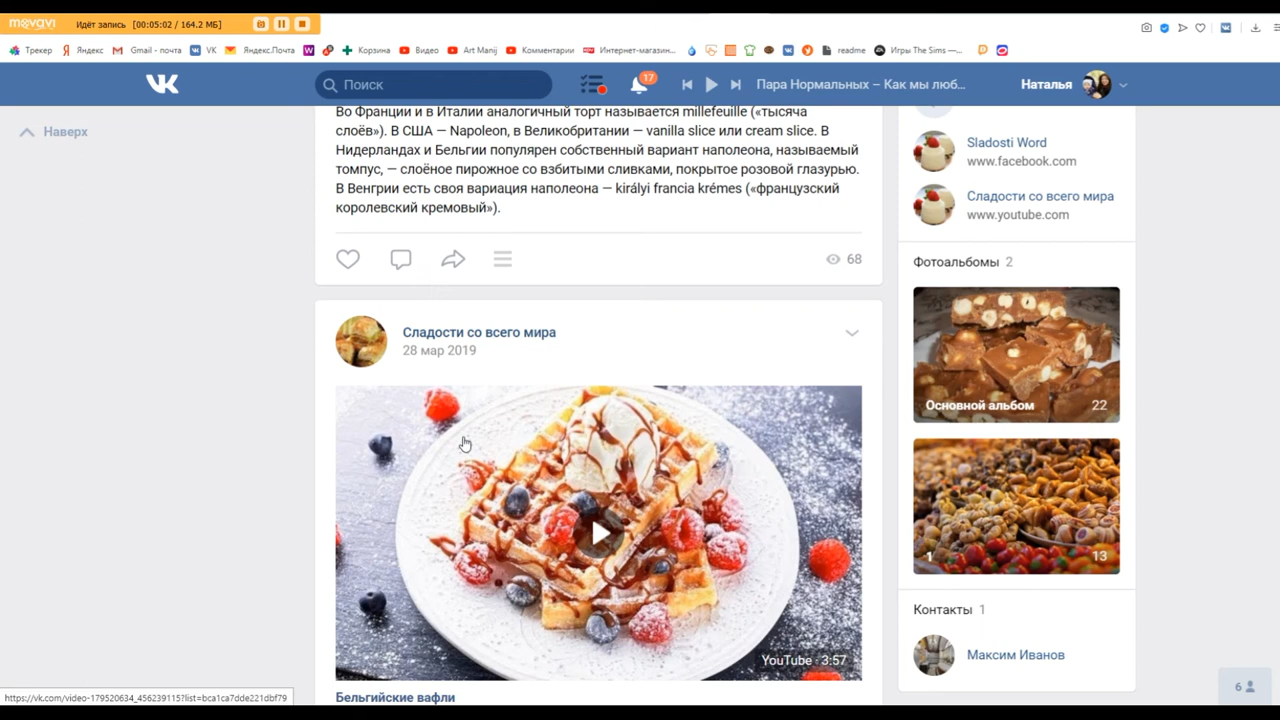 movavi
Идёт запись [00:05:02 / 164.2 МБ]
Трекер
Яндекс
Gmail - почта
VK
Яндекс.Почта
Корзина
Видео
Art Manij
Комментарии
Интернет-магазин...
readme
Игры The Sims —...
Поиск
17
Пара Нормальных – Как мы люб...
Наталья
Наверх
Во Франции и в Италии аналогичный торт называется millefeuille («тысяча
слоёв»). В США — Napoleon, в Великобритании — vanilla slice или cream slice. В
Нидерландах и Бельгии популярен собственный вариант наполеона, называемый
томпус, — слоёное пирожное со взбитыми сливками, покрытое розовой глазурью.
В Венгрии есть своя вариация наполеона — királyi francia krémes («французский
королевский кремовый»).
68
Сладости со всего мира
28 мар 2019
YouTube · 3:57
Бельгийские вафли
Sladosti Word
www.facebook.com
Сладости со всего мира
www.youtube.com
Фотоальбомы 2
Основной альбом 22
1 13
Контакты 1
Максим Иванов
6
https://vk.com/video-179520634_456239115?list=bca1ca7dde221dbf79